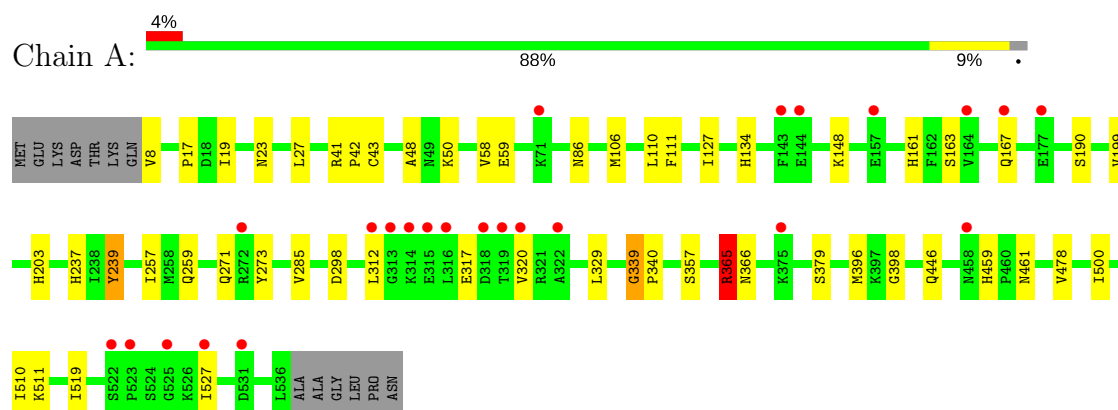 4%
Chain A:
88% 9%
MET GLU LYS ASP THR LYS GLN V8 P17 D18 I19 N23 L27 R41 P42 C43 A48 N49 K50 V58 E59 K71 N86 M106 L110 F111 I127 H134 F143 E144 K148 E157 H161 F162 S163 V164 Q167 E177 S190 V199
H203 H237 I238 Y239 I257 M258 Q259 Q271 R272 Y273 V285 D298 L312 G313 K314 E315 L316 E317 D318 T319 V320 R321 A322 L329 G339 P340 S357 R365 N366 K375 S379 M396 K397 G398 Q446 N458 H459 P460 N461 V478 I500
I510 K511 I519 S522 P523 S524 G525 K526 I527 D531 L536 ALA ALA GLY LEU PRO ASN